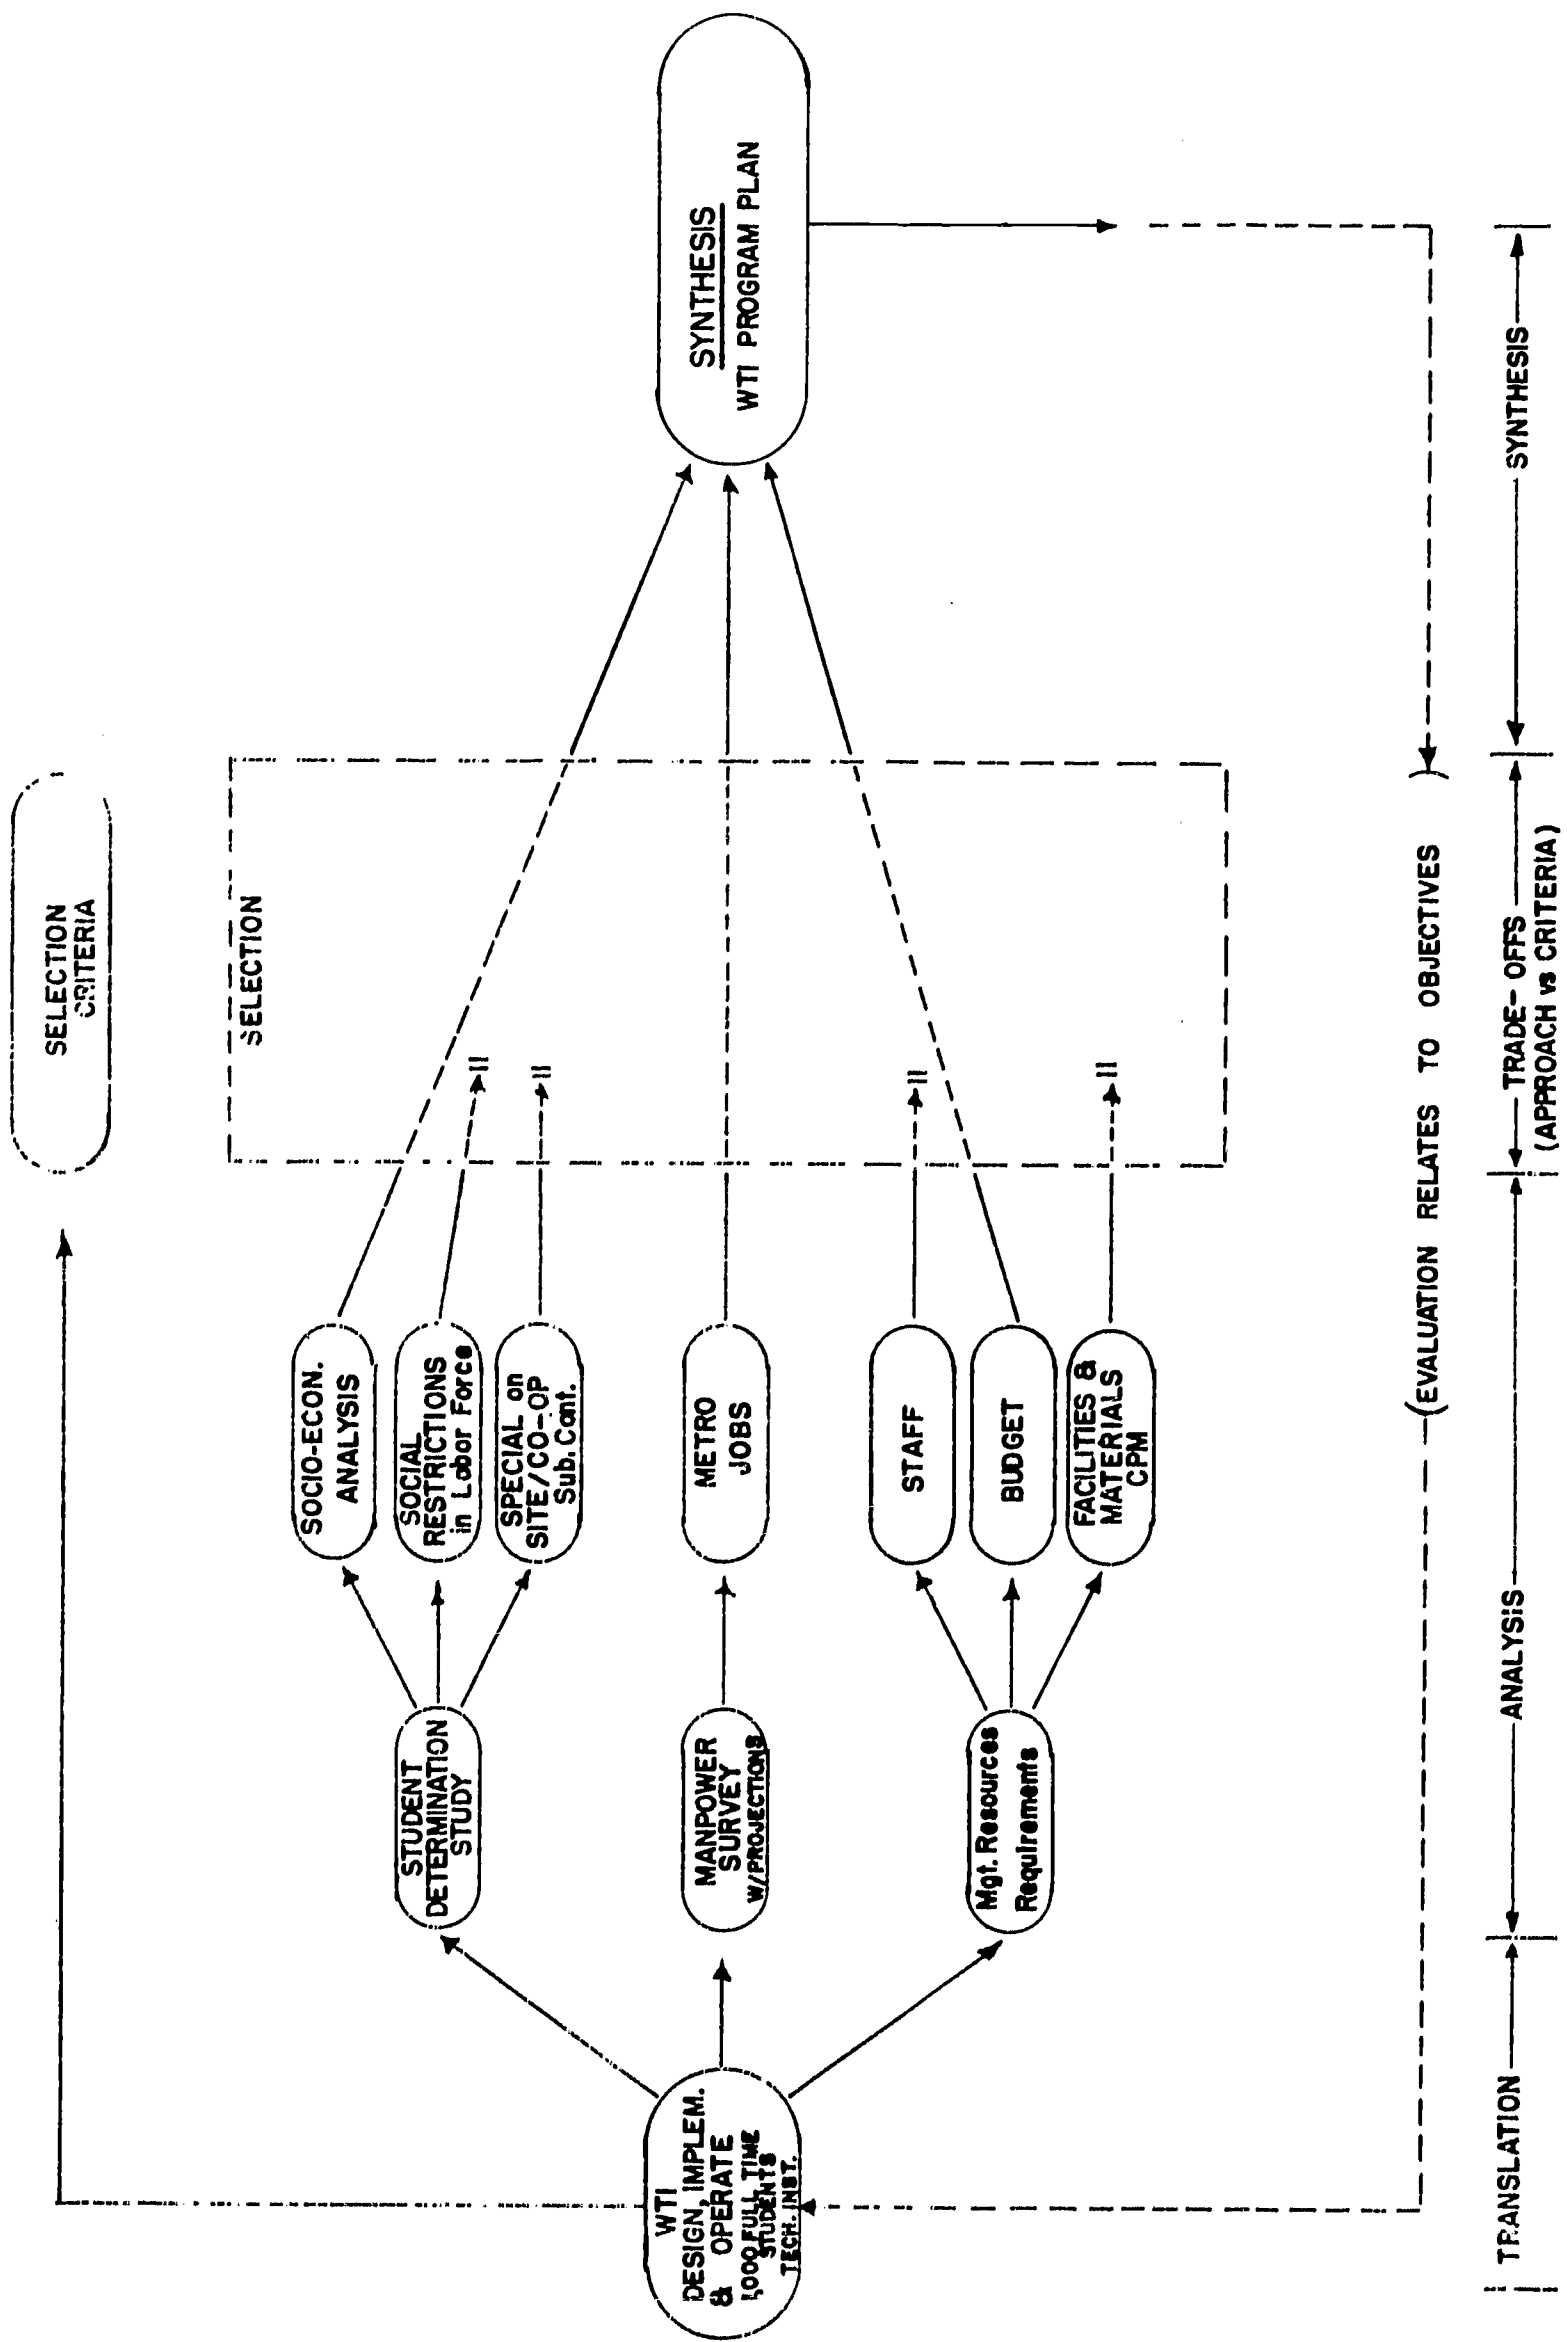 SELECTION
CRITERIA
SELECTION
SOCIO-ECON.
ANALYSIS
SOCIAL
RESTRICTIONS
in Labor Force
SPECIAL on
SITE/CO-OP
Sub. Cont.
STUDENT
DETERMINATION
STUDY
WTI
DESIGN, IMPLEM.
& OPERATE
1,000 FULL TIME
STUDENTS
TECH. INST.
MANPOWER
SURVEY
W/PROJECTIONS
METRO
JOBS
SYNTHESIS
WTI PROGRAM PLAN
Mgt. Resources
Requirements
STAFF
BUDGET
FACILITIES &
MATERIALS
CPM
(EVALUATION RELATES TO OBJECTIVES )
TRANSLATION
ANALYSIS
TRADE-OFFS
(APPROACH vs CRITERIA)
SYNTHESIS